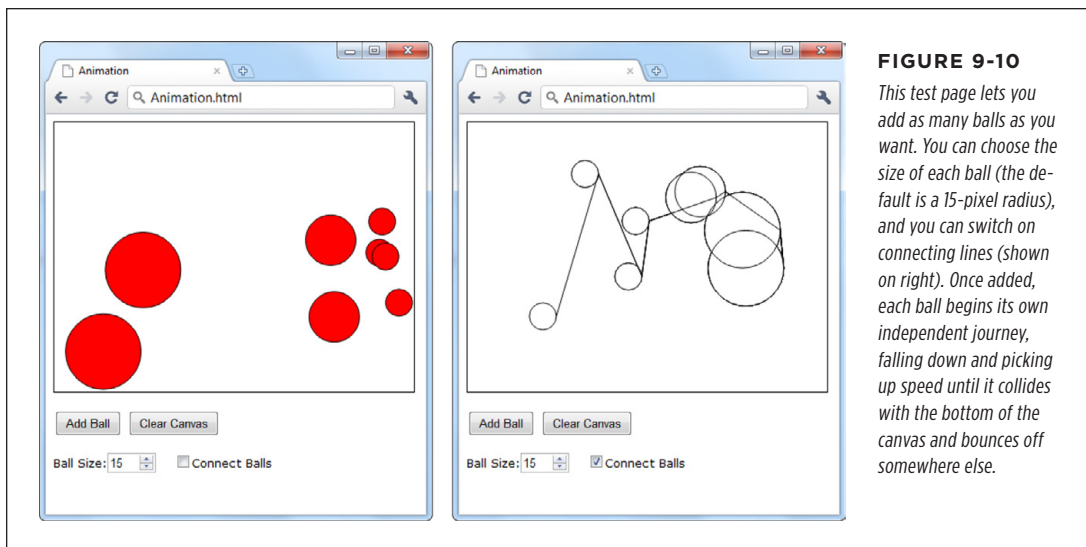 Animation
Animation.html
Add Ball Clear Canvas
Ball Size: 15 Connect Balls
Animation
Animation.html
Add Ball Clear Canvas
Ball Size: 15 Connect Balls
FIGURE 9-10
This test page lets you
add as many balls as you
want. You can choose the
size of each ball (the de-
fault is a 15-pixel radius),
and you can switch on
connecting lines (shown
on right). Once added,
each ball begins its own
independent journey,
falling down and picking
up speed until it collides
with the bottom of the
canvas and bounces off
somewhere else.